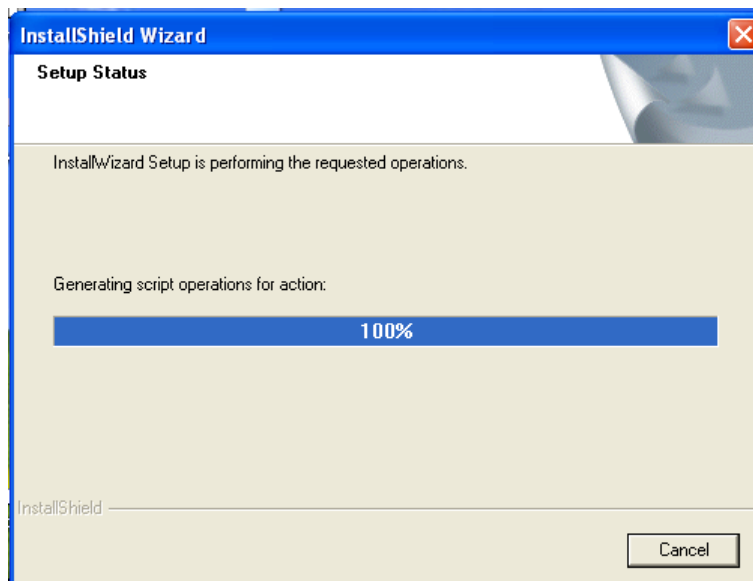 InstallShield Wizard
Setup Status
InstallWizard Setup is performing the requested operations.
Generating script operations for action:
100%
InstallShield
Cancel